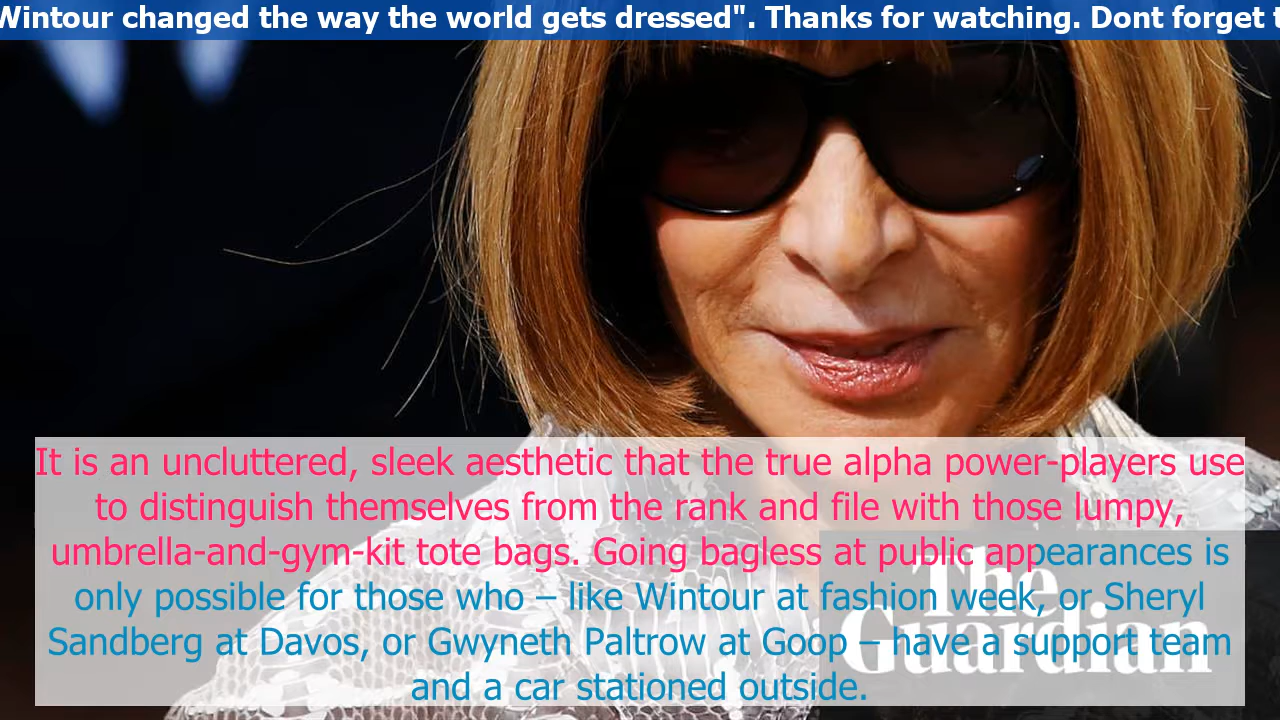 Wintour changed the way the world gets dressed". Thanks for watching. Dont forget t
It is an uncluttered, sleek aesthetic that the true alpha power-players use
to distinguish themselves from the rank and file with those lumpy,
umbrella-and-gym-kit tote bags. Going bagless at public appearances is
only possible for those who – like Wintour at fashion week, or Sheryl
Sandberg at Davos, or Gwyneth Paltrow at Goop – have a support team
and a car stationed outside.
The
Guardian